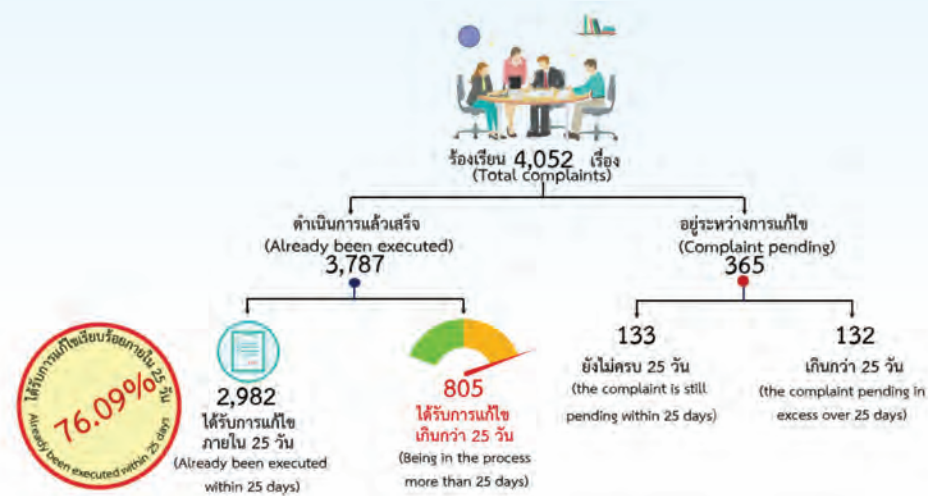 ร้องเรียน 4,052 เรื่อง
(Total complaints)
ดำเนินการแล้วเสร็จ
(Already been executed)
3,787
อยู่ระหว่างการแก้ไข
(Complaint pending)
365
ได้รับการแก้ไขเรียบร้อยภายใน 25 วัน
76.09%
Already been executed within 25 days
2,982
ได้รับการแก้ไข
ภายใน 25 วัน
(Already been executed
within 25 days)
805
ได้รับการแก้ไข
เกินกว่า 25 วัน
(Being in the process
more than 25 days)
133
ยังไม่ครบ 25 วัน
(the complaint is still
pending within 25 days)
132
เกินกว่า 25 วัน
(the complaint pending in
excess over 25 days)